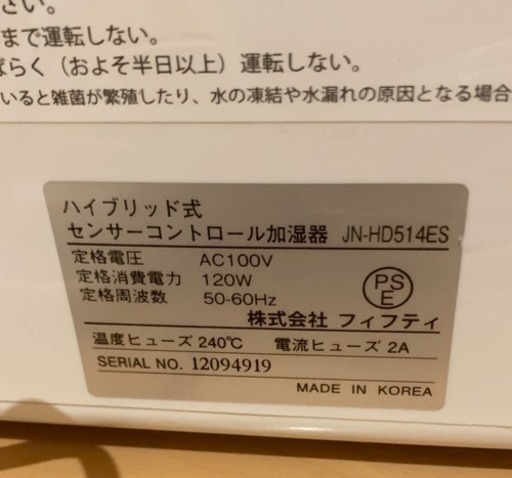 さい。
まで運転しない。
ばらく（およそ半日以上）運転しない。
いると雑菌が繁殖したり、水の凍結や水漏れの原因となる場合
ハイブリッド式
センサーコントロール加湿器 JN-HD514ES
定格電圧 AC100V
定格消費電力 120W
定格周波数 50-60Hz
PS
E
株式会社 フィフティ
温度ヒューズ 240℃ 電流ヒューズ 2A
SERIAL NO. 12094919
MADE IN KOREA